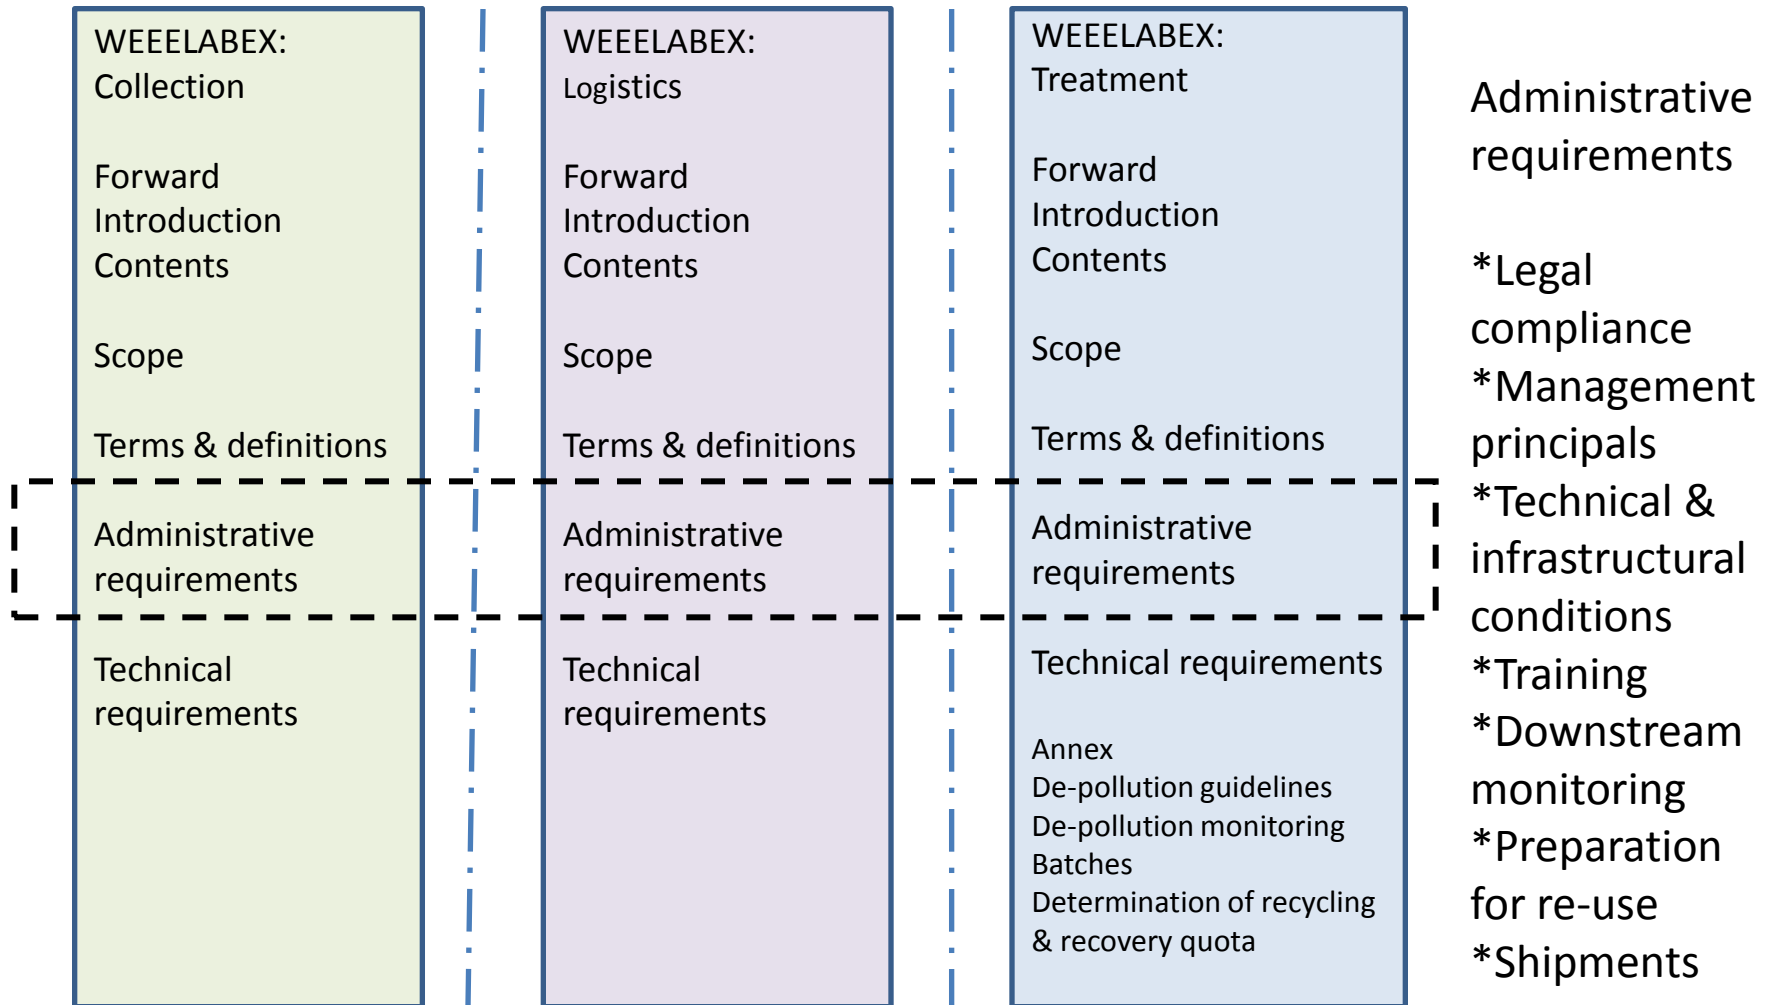 WEEELABEX:
Collection
Forward
Introduction
Contents
Scope
Terms & definitions
Administrative
requirements
Technical
requirements
WEEELABEX:
Logistics
Forward
Introduction
Contents
Scope
Terms & definitions
Administrative
requirements
Technical
requirements
WEEELABEX:
Treatment
Forward
Introduction
Contents
Scope
Terms & definitions
Administrative
requirements
Technical requirements
Annex
De-pollution guidelines
De-pollution monitoring
Batches
Determination of recycling
& recovery quota
Administrative
requirements
*Legal
compliance
*Management
principals
*Technical &
infrastructural
conditions
*Training
*Downstream
monitoring
*Preparation
for re-use
*Shipments